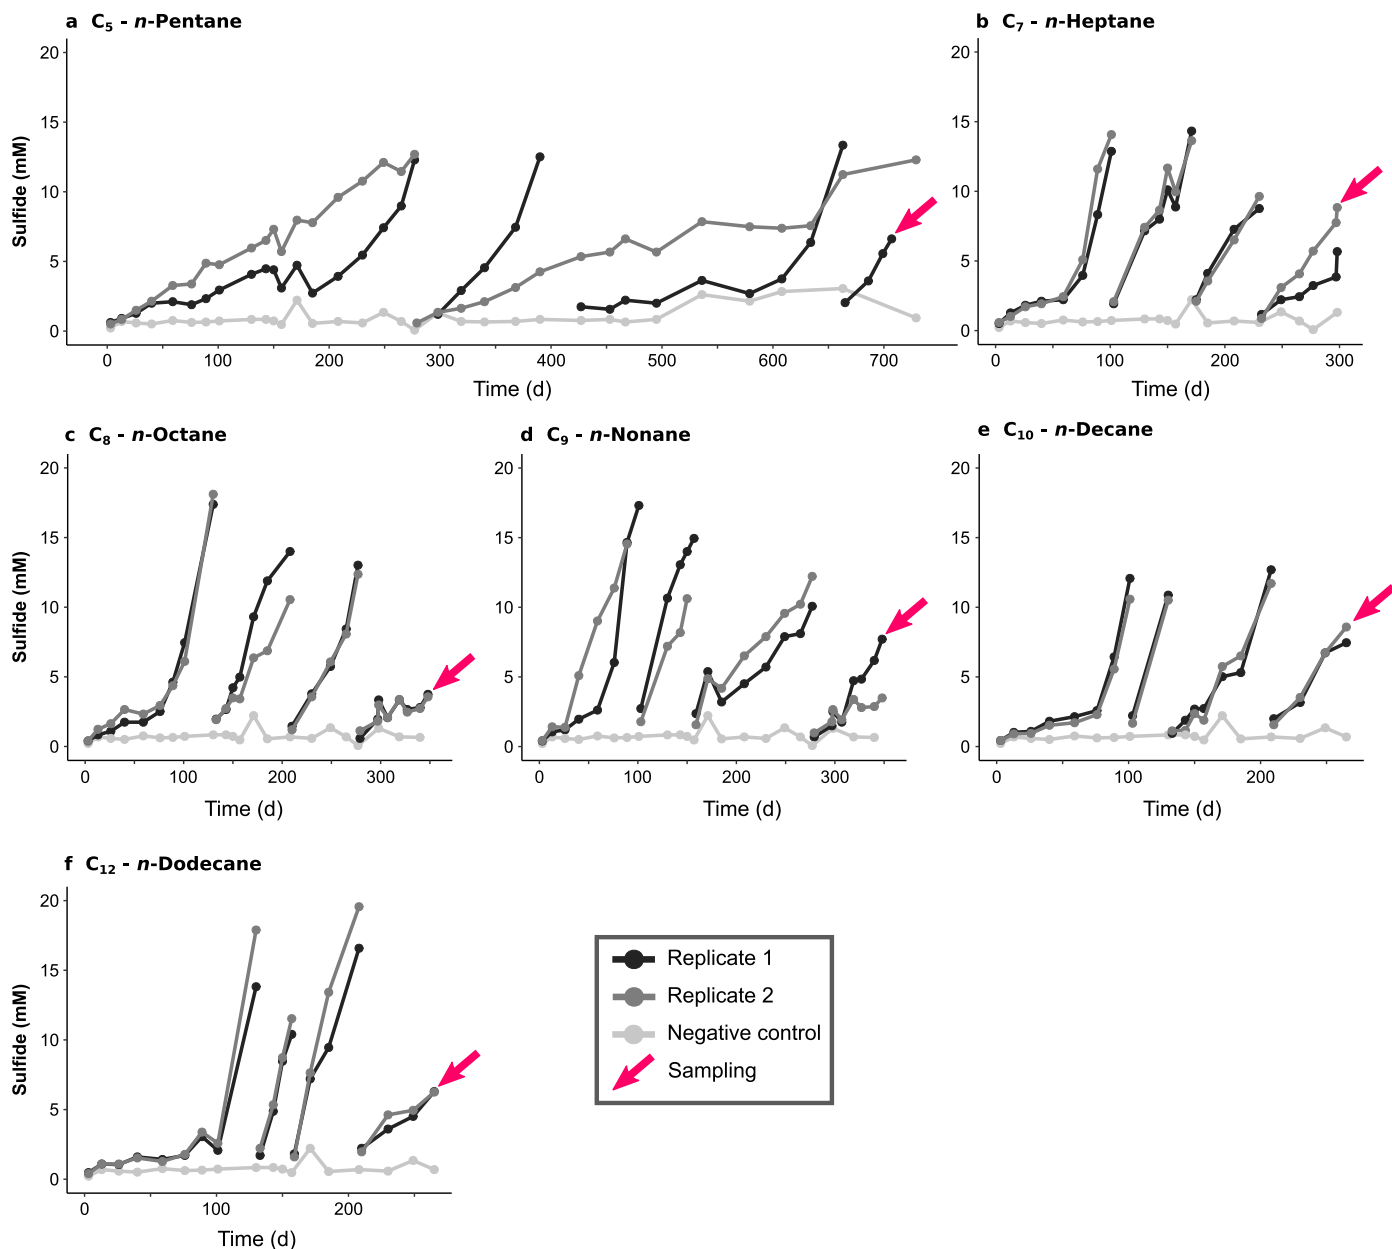 a C₅ - n-Pentane
b C₇ - n-Heptane
20
15
10
5
0
Sulfide (mM)
0 100 200 300 400 500 600 700
Time (d)
20
15
10
5
0
0 100 200 300
Time (d)
c C₈ - n-Octane
d C₉ - n-Nonane
e C₁₀ - n-Decane
20
15
10
5
0
Sulfide (mM)
0 100 200 300
Time (d)
20
15
10
5
0
0 100 200 300
Time (d)
20
15
10
5
0
0 100 200
Time (d)
f C₁₂ - n-Dodecane
20
15
10
5
0
Sulfide (mM)
0 100 200
Time (d)
Replicate 1
Replicate 2
Negative control
Sampling